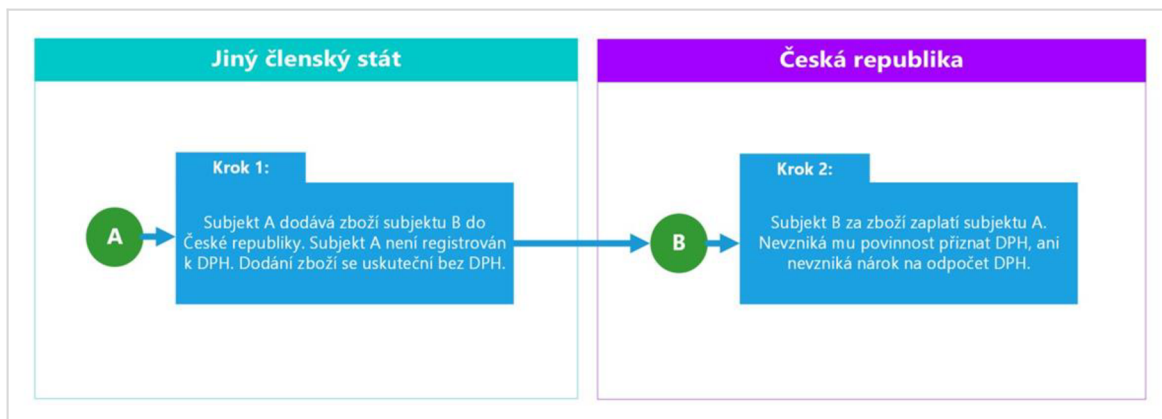 Jiný členský stát
Česká republika
Krok 1:
A
Subjekt A dodává zboží subjektu B do
České republiky. Subjekt A není registrován
k DPH. Dodání zboží se uskuteční bez DPH.
B
Krok 2:
Subjekt B za zboží zaplatí subjektu A.
Nevzniká mu povinnost přiznat DPH, ani
nevzniká nárok na odpočet DPH.